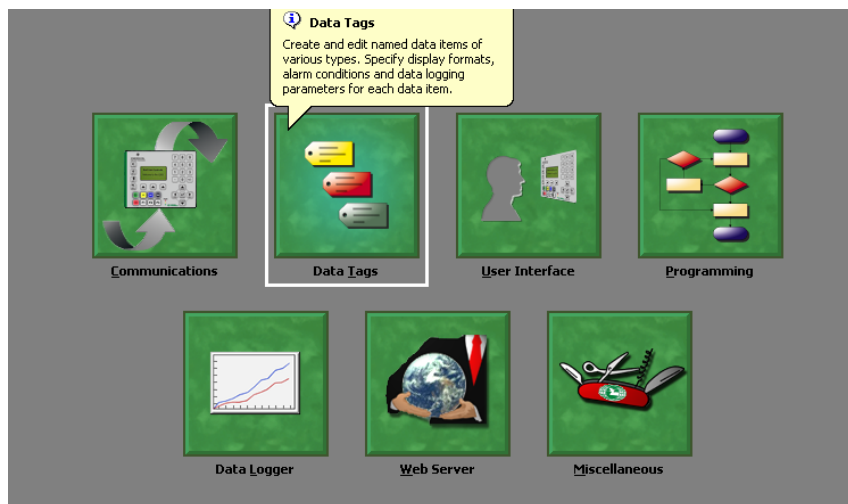 Data Tags
Create and edit named data items of
various types. Specify display formats,
alarm conditions and data logging
parameters for each data item.
Communications
Data Tags
User Interface
Programming
Data Logger
Web Server
Miscellaneous